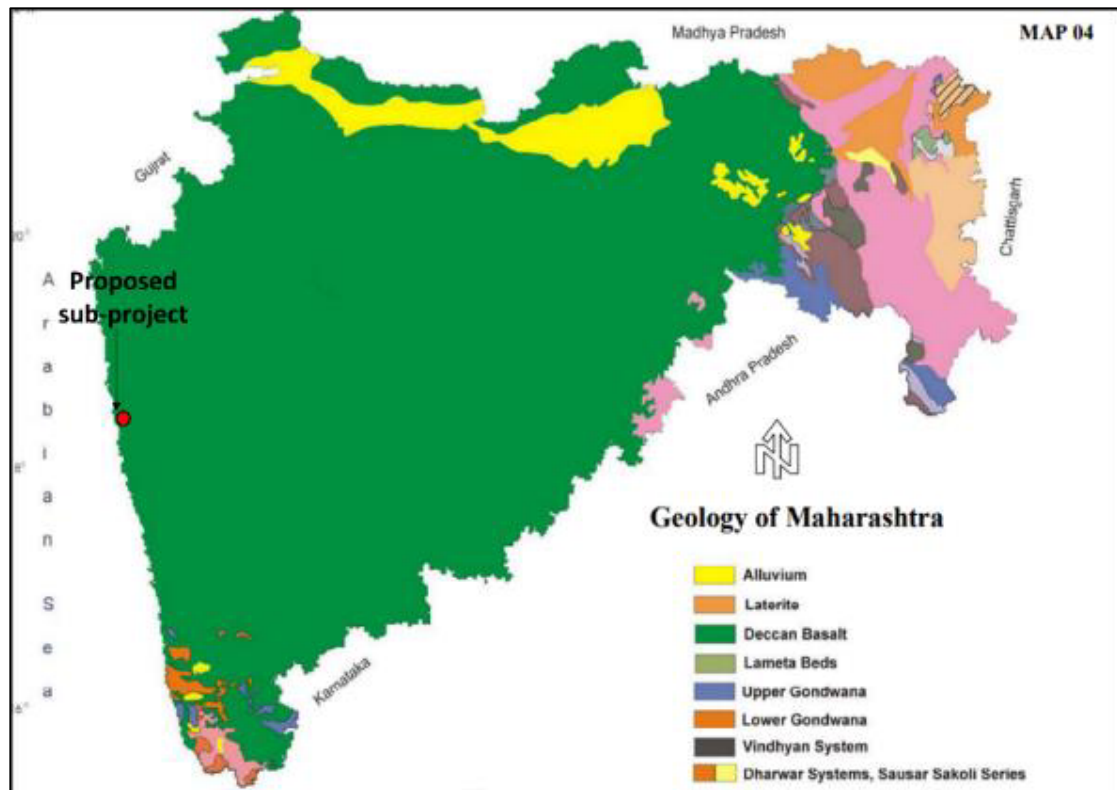 MAP 04
Madhya Pradesh
Gujrat
Chattisgarh
20°
Proposed
sub-project
A
r
a
b
i
a
n
S
e
a
Andhra Pradesh
Karnataka
Geology of Maharashtra
Alluvium
Laterite
Deccan Basalt
Lameta Beds
Upper Gondwana
Lower Gondwana
Vindhyan System
Dharwar Systems, Sausar Sakoli Series